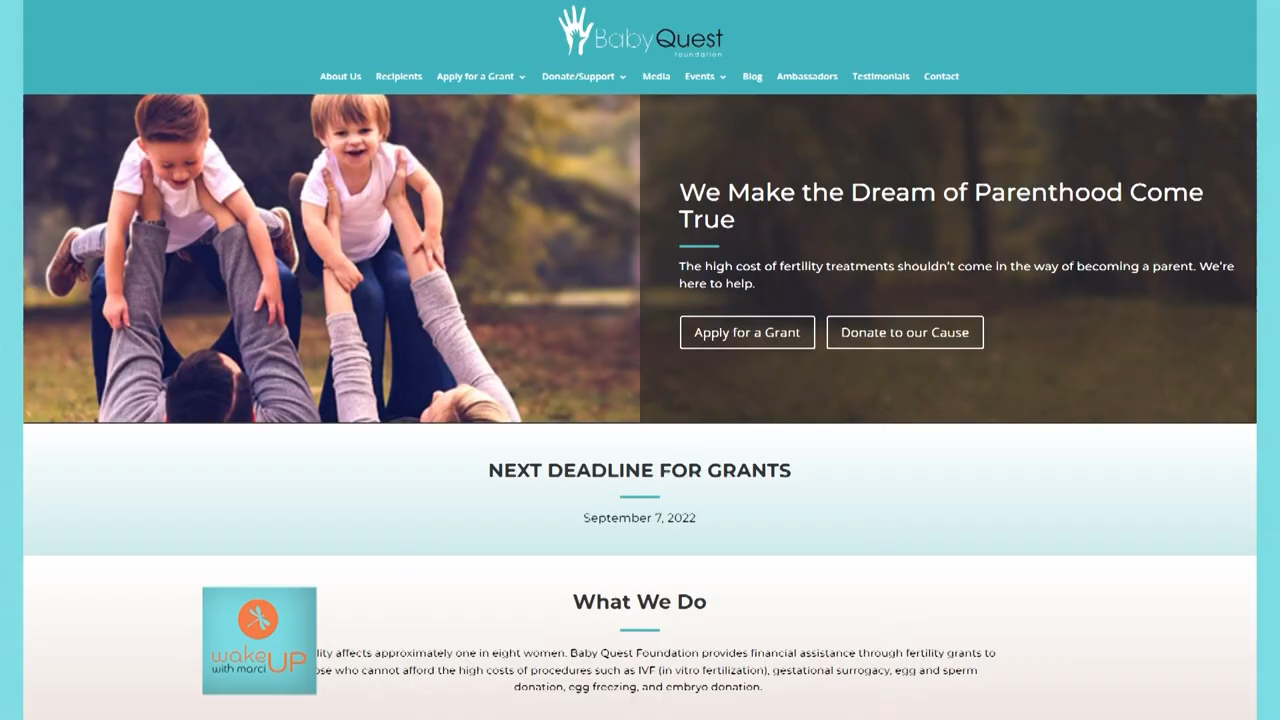 BabyQuest
foundation
About Us Recipients Apply for a Grant Donate/Support Media Events Blog Ambassadors Testimonials Contact
We Make the Dream of Parenthood Come
True
The high cost of fertility treatments shouldn't come in the way of becoming a parent. We're
here to help.
Apply for a Grant Donate to our Cause
NEXT DEADLINE FOR GRANTS
September 7, 2022
What We Do
wake UP
with marci
affects approximately one in eight women. Baby Quest Foundation provides financial assistance through fertility grants to
who cannot afford the high costs of procedures such as IVF (in vitro fertilization), gestational surrogacy, egg and sperm
donation, egg freezing, and embryo donation.